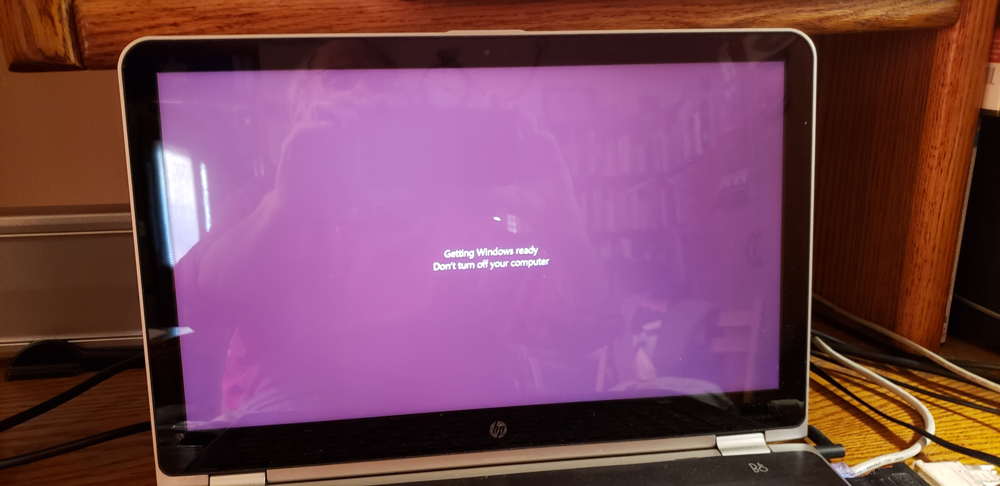 Getting Windows ready
Don't turn off your computer
hp
B&O